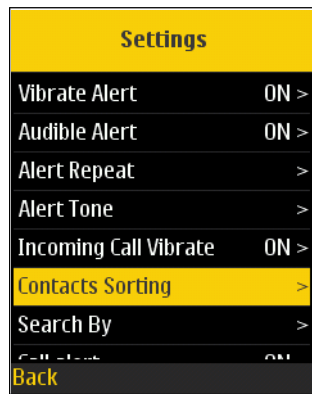 Settings
Vibrate Alert ON >
Audible Alert ON >
Alert Repeat >
Alert Tone >
Incoming Call Vibrate ON >
Contacts Sorting >
Search By >
Back